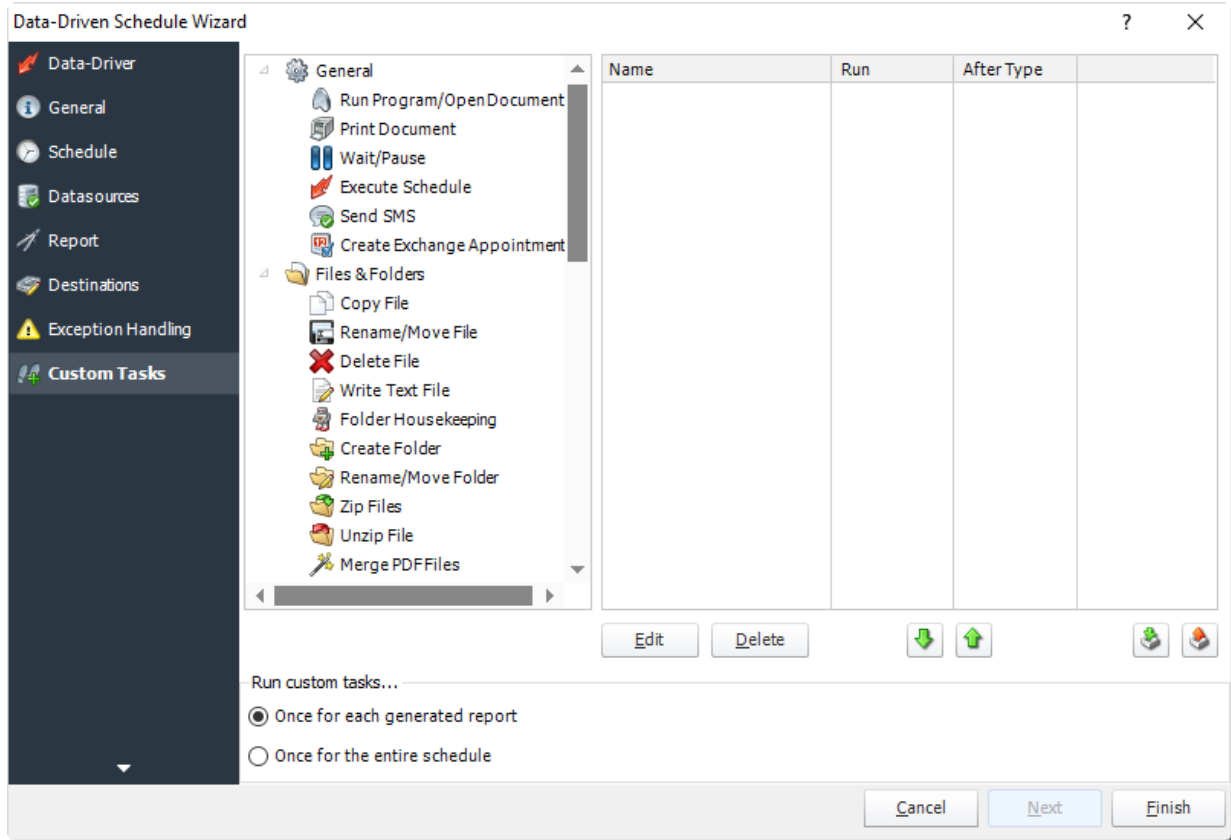 Data-Driven Schedule Wizard
?
Data-Driver
General
Schedule
Datasources
Report
Destinations
Exception Handling
Custom Tasks
General
Run Program/Open Document
Print Document
Wait/Pause
Execute Schedule
Send SMS
Create Exchange Appointment
Files & Folders
Copy File
Rename/Move File
Delete File
Write Text File
Folder Housekeeping
Create Folder
Rename/Move Folder
Zip Files
Unzip File
Merge PDF Files
Name Run After Type
Edit Delete
Run custom tasks...
Once for each generated report
Once for the entire schedule
Cancel Next Finish